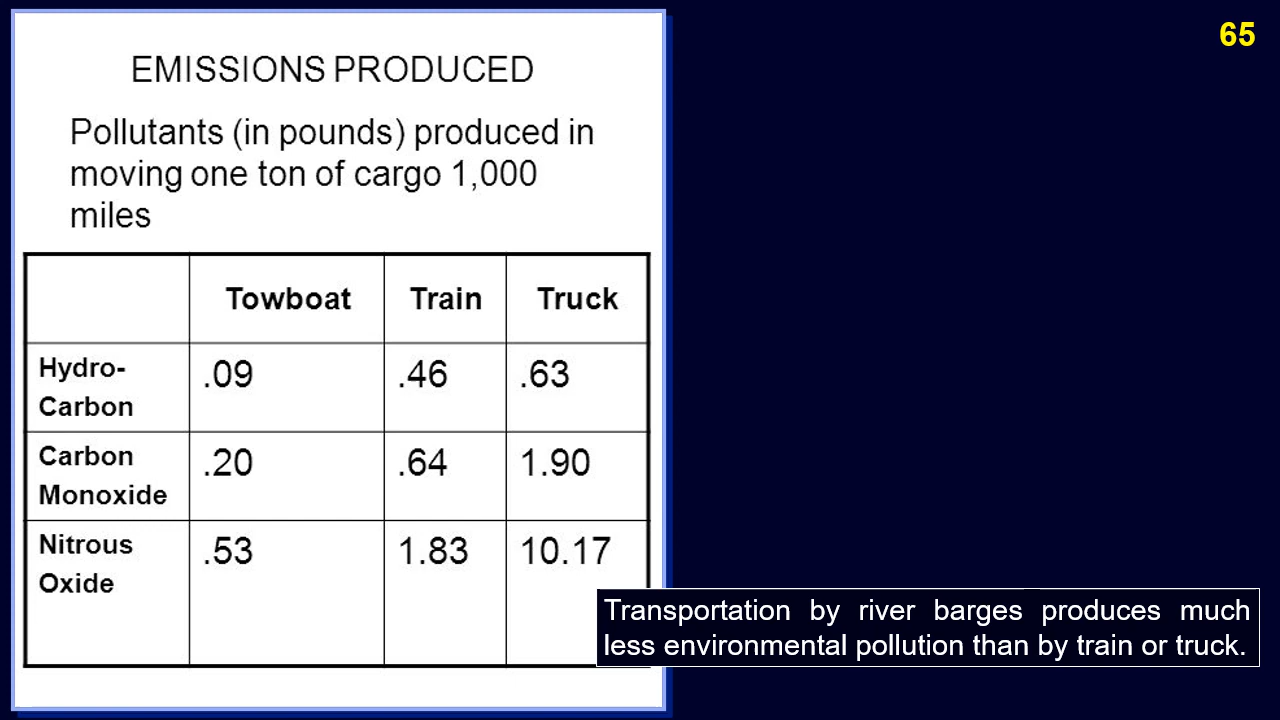 65
EMISSIONS PRODUCED
Pollutants (in pounds) produced in
moving one ton of cargo 1,000
miles
Towboat Train Truck
Hydro-
Carbon .09 .46 .63
Carbon
Monoxide .20 .64 1.90
Nitrous
Oxide .53 1.83 10.17
Transportation by river barges produces much
less environmental pollution than by train or truck.